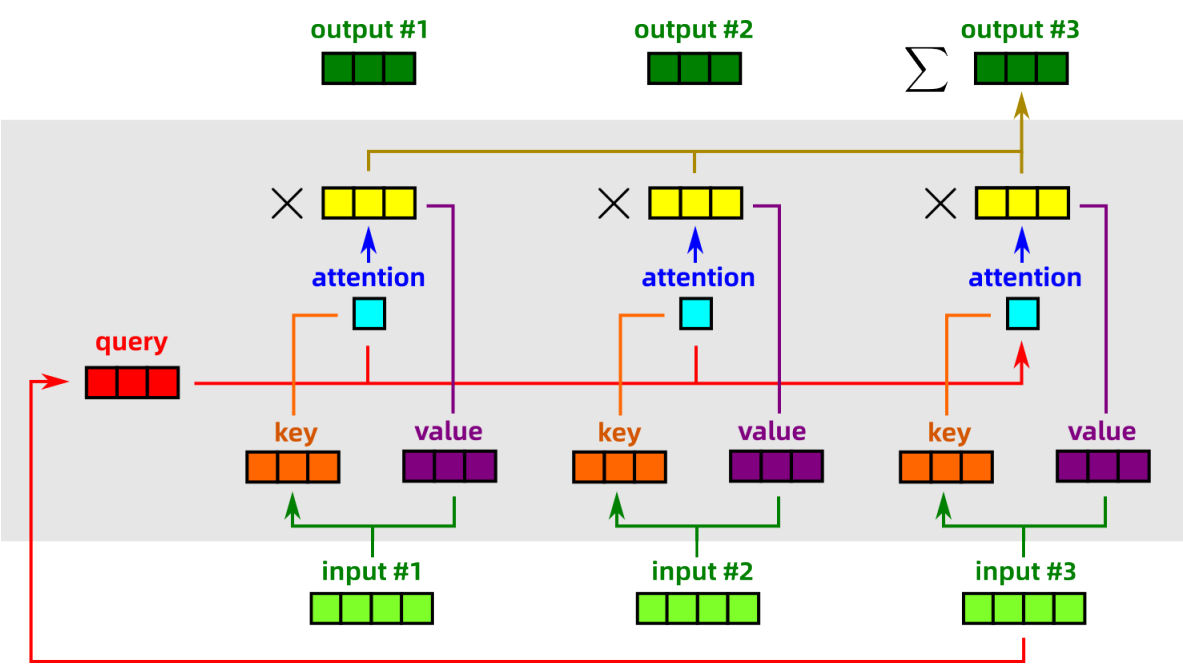 output #1
output #2
output #3
∑
× × ×
attention
attention
attention
query
key
value
key
value
key
value
input #1
input #2
input #3